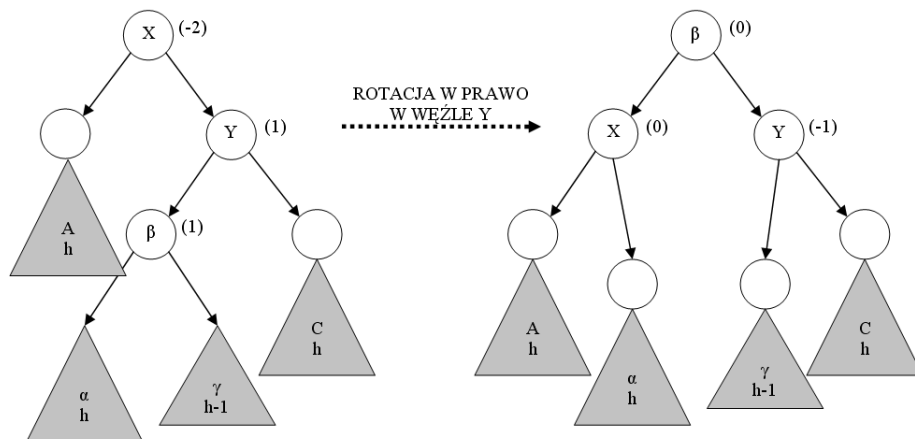 X (-2)
Y (1)
A
h
β (1)
C
h
α
h
γ
h-1
ROTACJA W PRAWO
W WĘŹLE Y
β (0)
X (0)
Y (-1)
A
h
α
h
γ
h-1
C
h